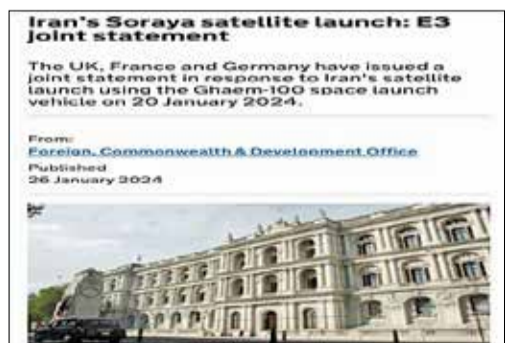 Iran's Soraya satellite launch: E3
joint statement
The UK, France and Germany have issued a
joint statement in response to Iran's satellite
launch using the Ghaem-100 space launch
vehicle on 20 January 2024.
From:
Foreign, Commonwealth & Development Office
Published
26 January 2024